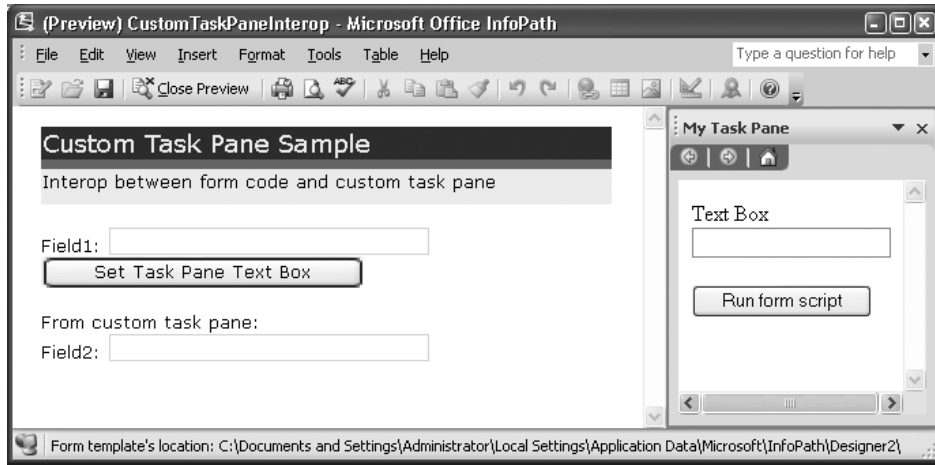 (Preview) CustomTaskPaneInterop - Microsoft Office InfoPath
File Edit View Insert Format Tools Table Help
Type a question for help
Close Preview
ABC
Custom Task Pane Sample
Interop between form code and custom task pane
Field1:
Set Task Pane Text Box
From custom task pane:
Field2:
My Task Pane
Text Box
Run form script
Form template's location: C:\Documents and Settings\Administrator\Local Settings\Application Data\Microsoft\InfoPath\Designer2\